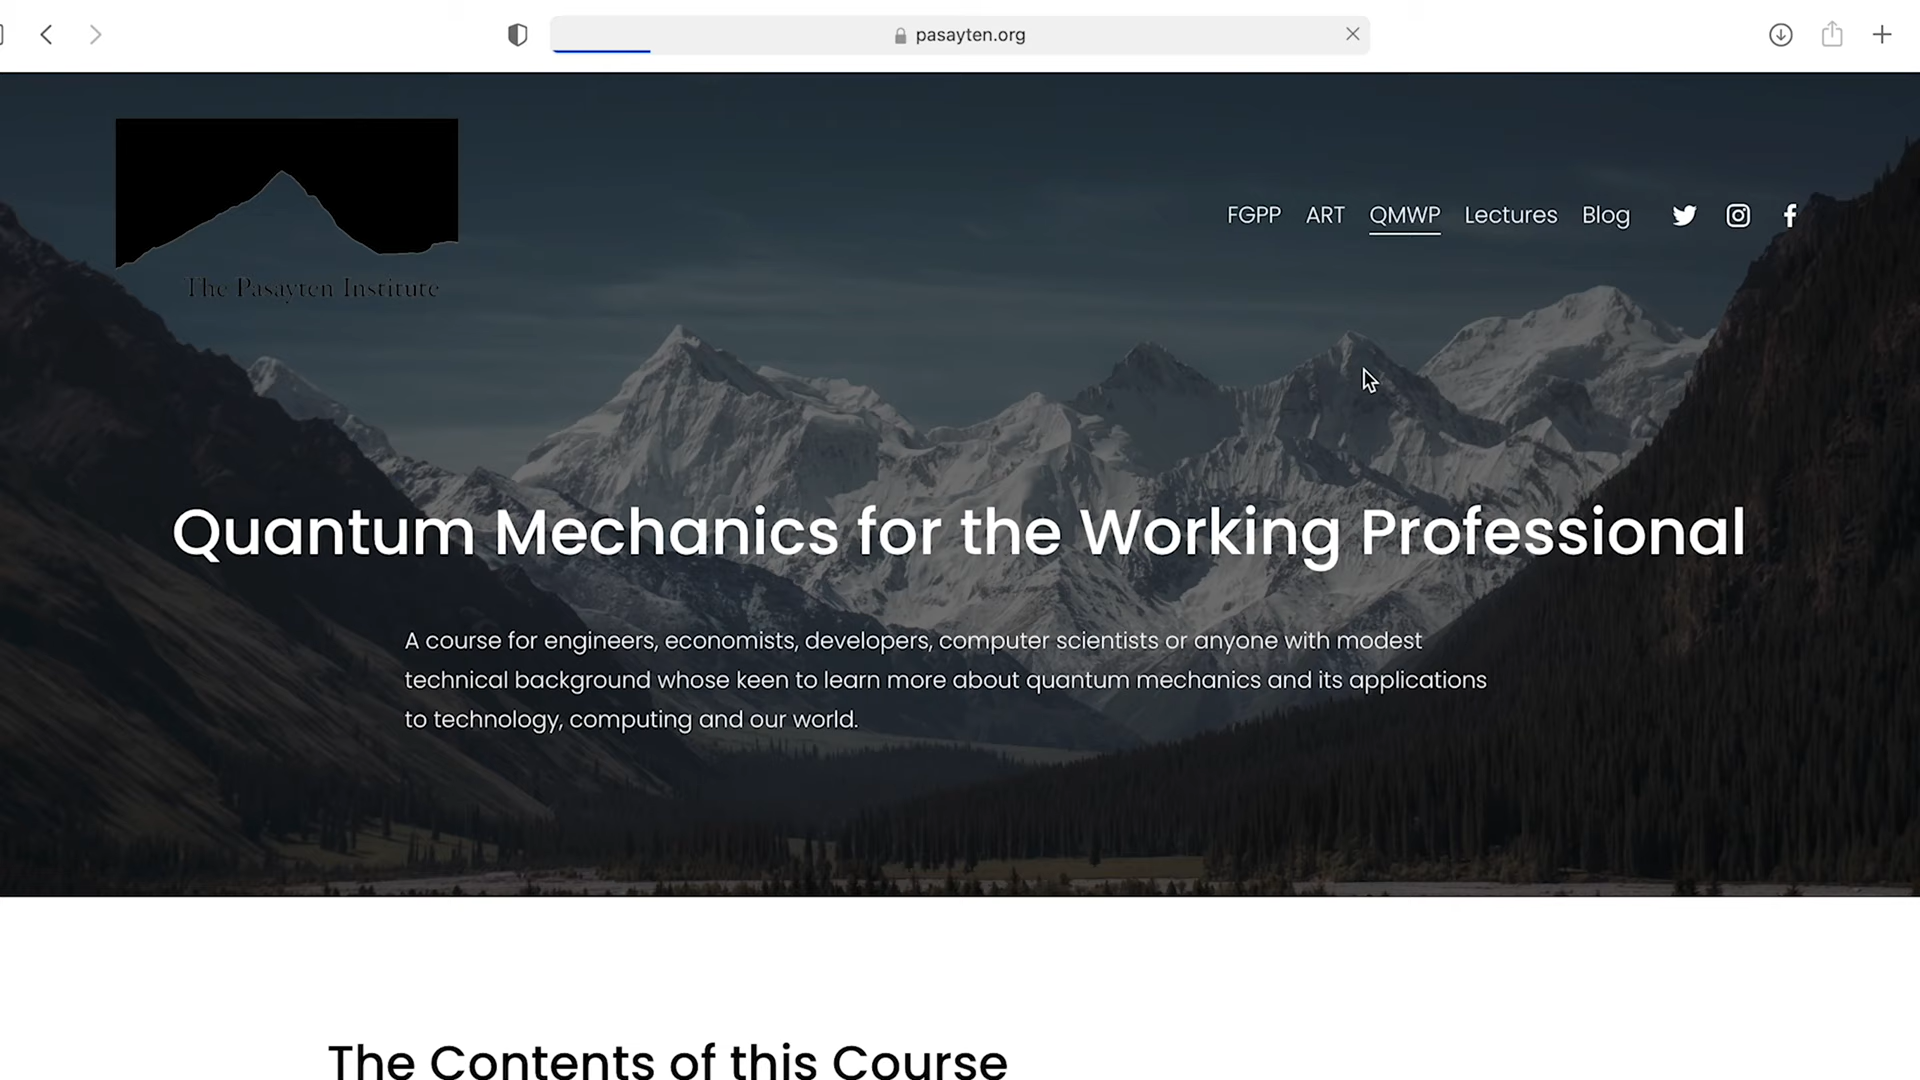 pasayten.org
The Pasayten Institute
FGPP ART QMWP Lectures Blog
Quantum Mechanics for the Working Professional
A course for engineers, economists, developers, computer scientists or anyone with modest
technical background whose keen to learn more about quantum mechanics and its applications
to technology, computing and our world.
The Contents of this Course